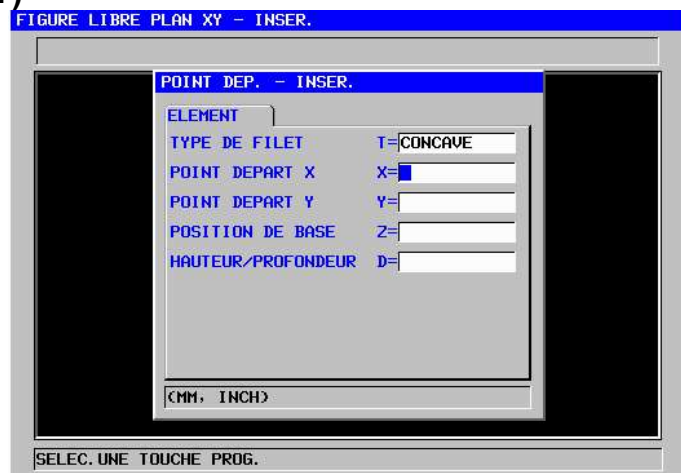 FIGURE LIBRE PLAN XY - INSER.
POINT DEP. - INSER.
ELEMENT
TYPE DE FILET T=CONCAVE
POINT DEPART X X=
POINT DEPART Y Y=
POSITION DE BASE Z=
HAUTEUR/PROFONDEUR D=
(MM, INCH)
SELEC.UNE TOUCHE PROG.